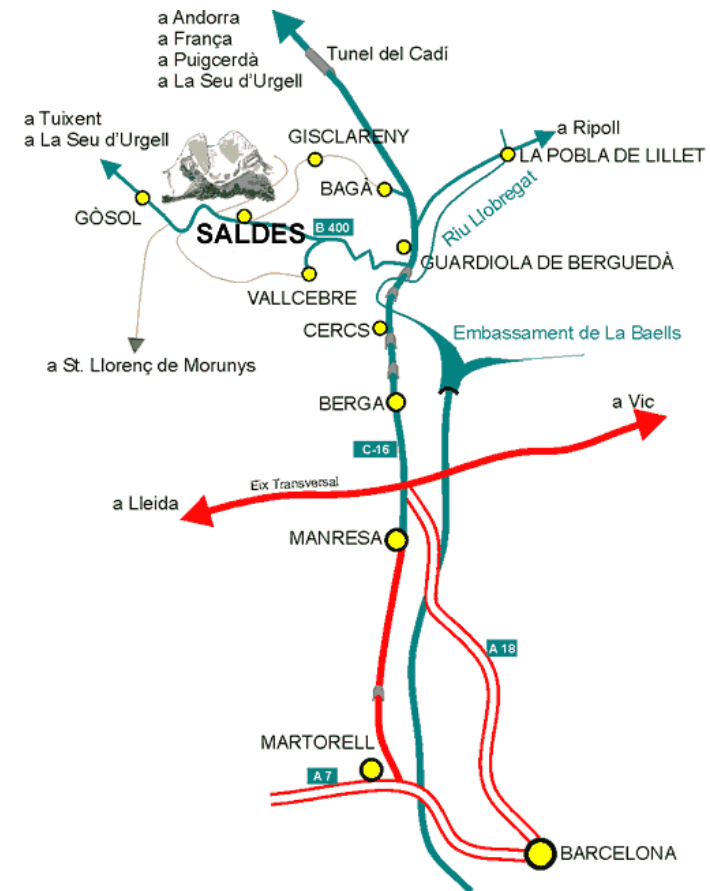 a Andorra
a França
a Puigcerdà
a La Seu d'Urgell
Tunel del Cadí
a Tuixent
a La Seu d'Urgell
GISCLARENY
a Ripoll
LA POBLA DE LILLET
BAGÀ
Riu Llobregat
GÒSOL
SALDES
B 400
GUARDIOLA DE BERGUEDÀ
VALLCEBRE
CERCS
Embassament de La Baells
a St. Llorenç de Morunys
BERGA
a Vic
C-16
Eix Transversal
a Lleida
MANRESA
A 18
MARTORELL
A 7
BARCELONA